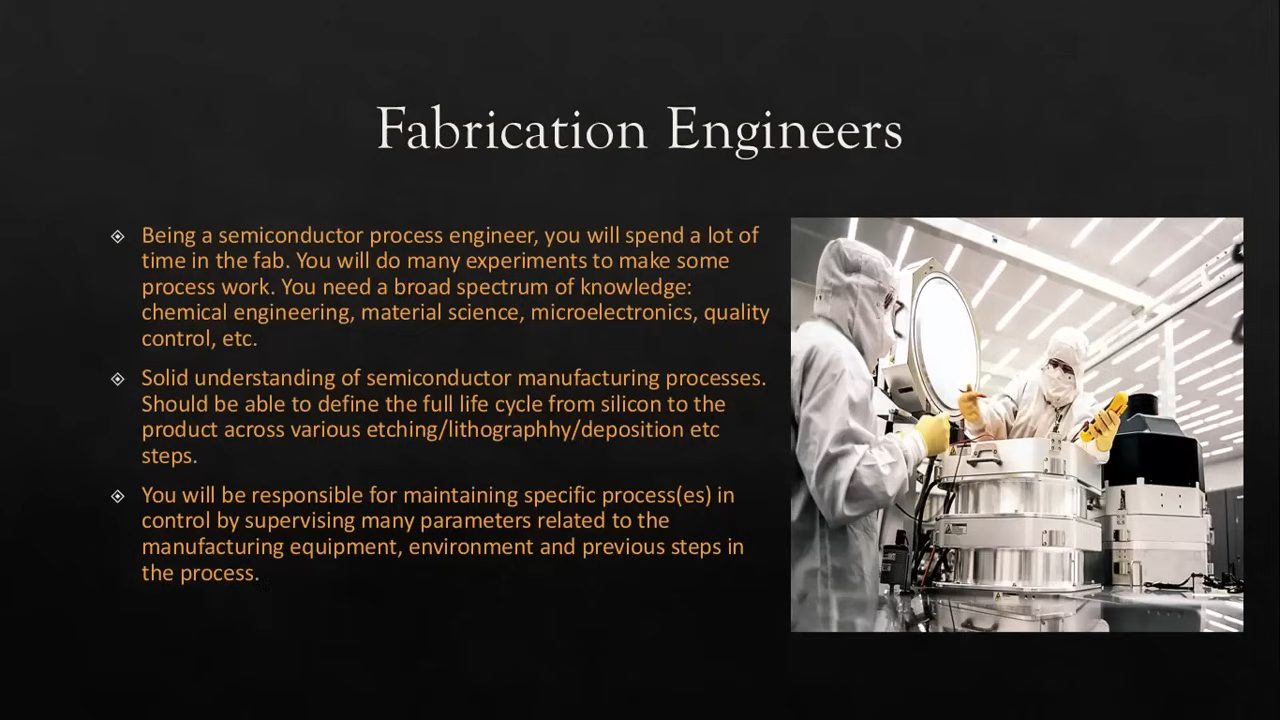 Fabrication Engineers
Being a semiconductor process engineer, you will spend a lot of
time in the fab. You will do many experiments to make some
process work. You need a broad spectrum of knowledge:
chemical engineering, material science, microelectronics, quality
control, etc.
Solid understanding of semiconductor manufacturing processes.
Should be able to define the full life cycle from silicon to the
product across various etching/lithographhy/deposition etc
steps.
You will be responsible for maintaining specific process(es) in
control by supervising many parameters related to the
manufacturing equipment, environment and previous steps in
the process.